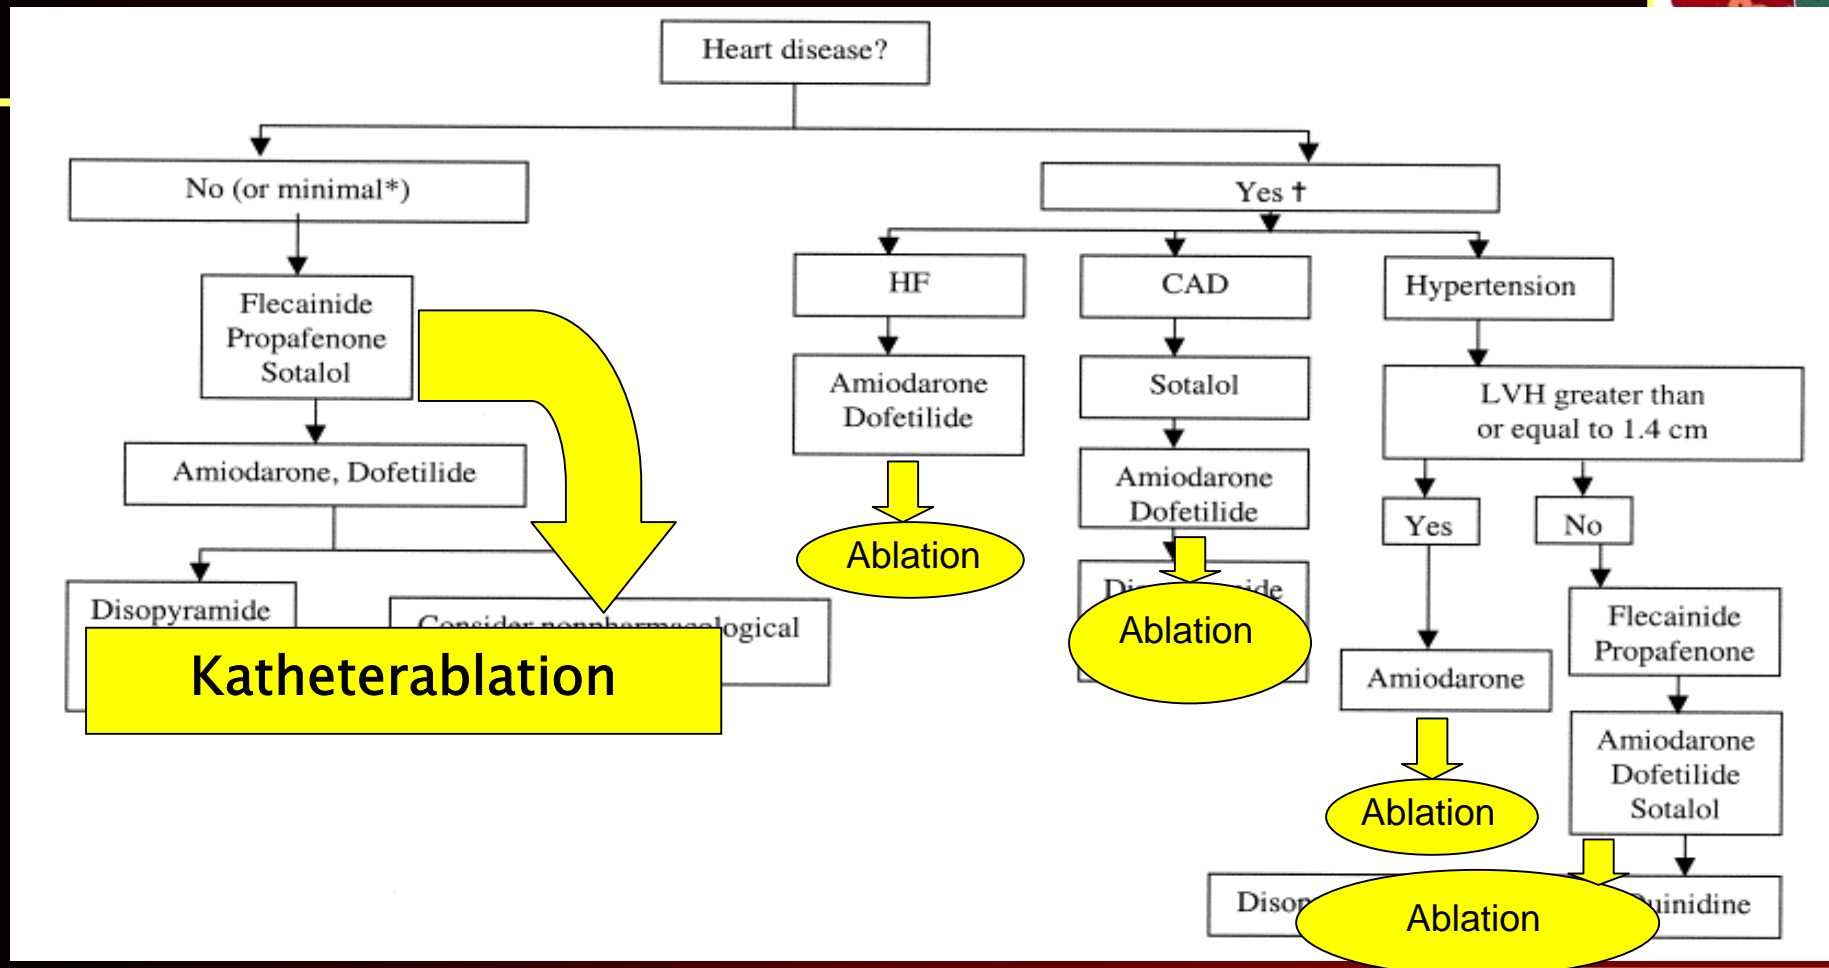 Heart disease?
No (or minimal*)
Yes †
Flecainide
Propafenone
Sotalol
Amiodarone, Dofetilide
Disopyramide
Consider nonpharmacological
Katheterablation
HF
Amiodarone
Dofetilide
Ablation
CAD
Sotalol
Amiodarone
Dofetilide
Ablation
Hypertension
LVH greater than
or equal to 1.4 cm
Yes
Amiodarone
Ablation
No
Flecainide
Propafenone
Amiodarone
Dofetilide
Sotalol
Ablation